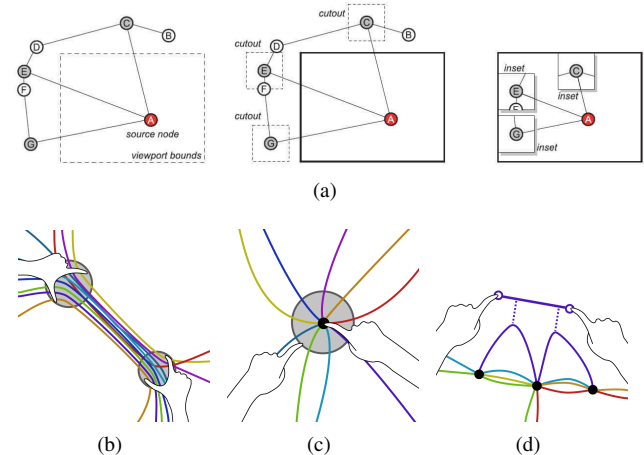 C
B
D
E
F
A
source node
G
viewport bounds
cutout
C
B
cutout
D
E
F
cutout
A
G
inset
C
inset
E
F
A
G
inset
(a)
(b) (c) (d)